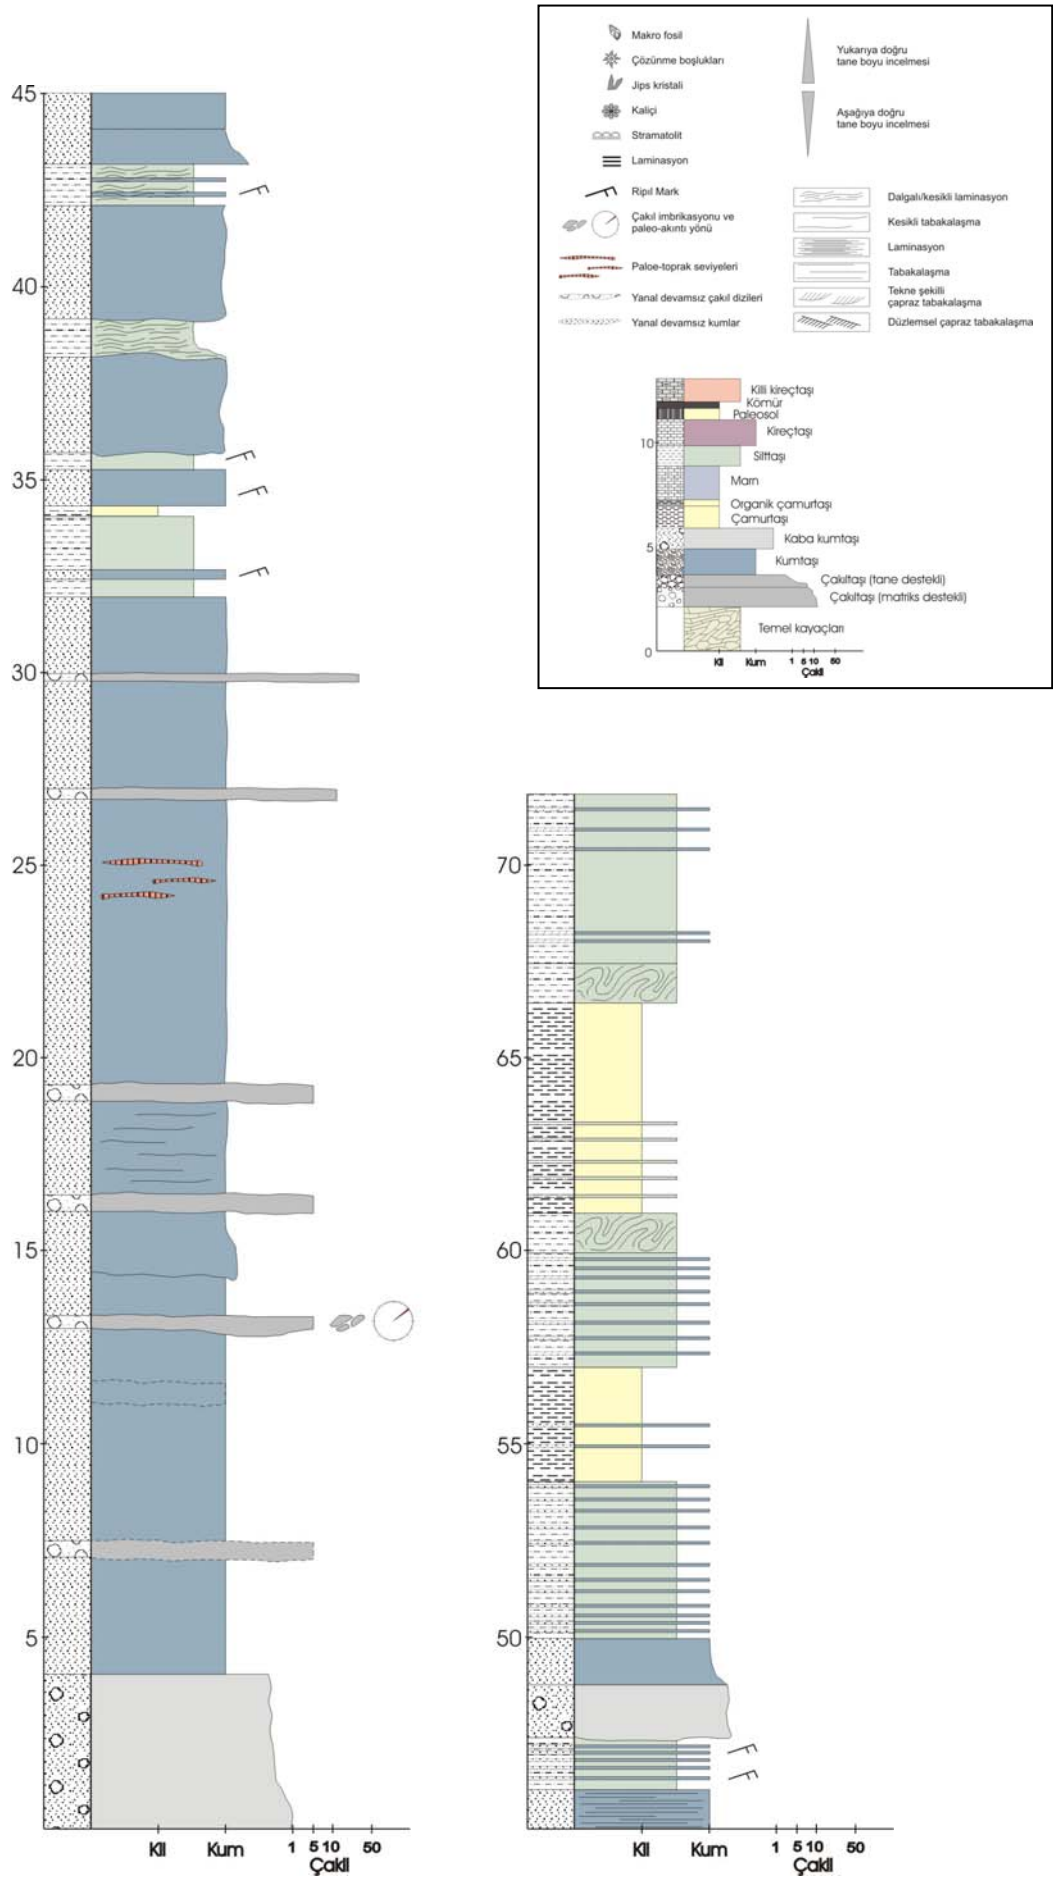 Makro fosil
Çözünme boşlukları
Jips kristali
Kaliçi
Stramatolit
Laminasyon
Ripıl Mark
Çakıl imbrikasyonu ve
paleo-akıntı yönü
Paloe-toprak seviyeleri
Yanal devamsız çakıl dizileri
Yanal devamsız kumlar
Yukarıya doğru
tane boyu incelmesi
Aşağıya doğru
tane boyu incelmesi
Dalgalı/kesikli laminasyon
Kesikli tabakalaşma
Laminasyon
Tabakalaşma
Tekne şekilli
çapraz tabakalaşma
Düzlemsel çapraz tabakalaşma
Killi kireçtaşı
Kömür
Paleosol
Kireçtaşı
Silttaşı
Marn
Organik çamurtaşı
Çamurtaşı
Kaba kumtaşı
Kumtaşı
Çakıltaşı (tane destekli)
Çakıltaşı (matriks destekli)
Temel kayaçları
10
5
0
Kil Kum 1 5 10 50
Çakıl
45
40
35
30
25
20
15
10
5
Kil Kum 1 5 10 50
Çakıl
70
65
60
55
50
Kil Kum 1 5 10 50
Çakıl